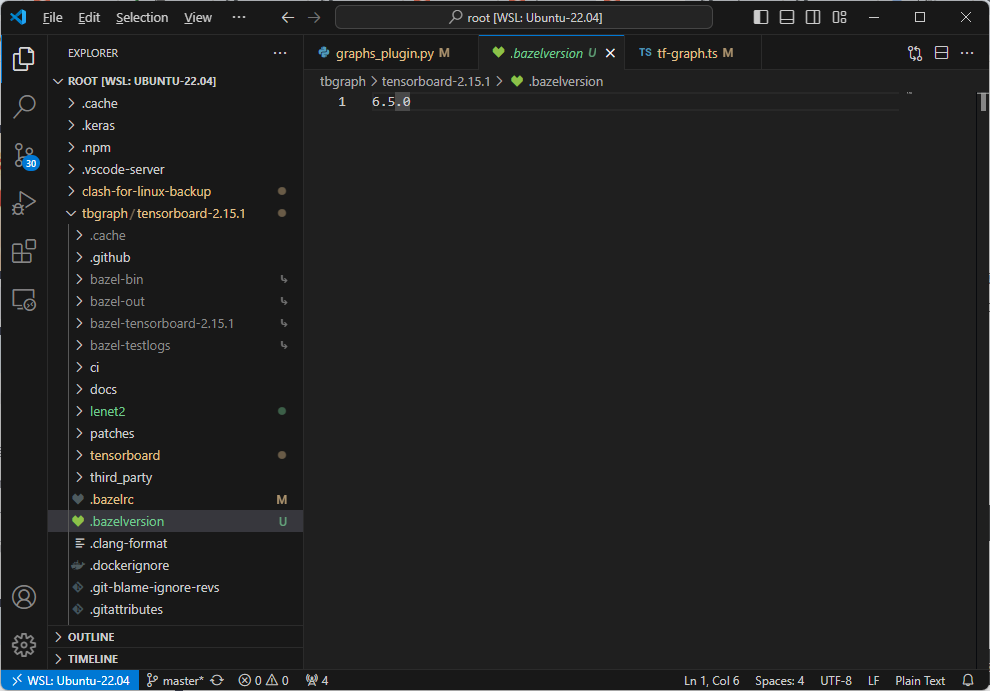 File Edit Selection View ··· root [WSL: Ubuntu-22.04]
EXPLORER ···
graphs_plugin.py M .bazelversion U TS tf-graph.ts M ···
ROOT [WSL: UBUNTU-22.04]
tbgraph > tensorboard-2.15.1 > .bazelversion
.cache
1 6.5.0
.keras
.npm
.vscode-server
clash-for-linux-backup
tbgraph/tensorboard-2.15.1
.cache
.github
bazel-bin
bazel-out
bazel-tensorboard-2.15.1
bazel-testlogs
ci
docs
lenet2
patches
tensorboard
third_party
.bazelrc M
.bazelversion U
.clang-format
.dockerignore
.git-blame-ignore-revs
.gitattributes
OUTLINE
TIMELINE
30
WSL: Ubuntu-22.04 master* 0 0 4 Ln 1, Col 6 Spaces: 4 UTF-8 LF Plain Text